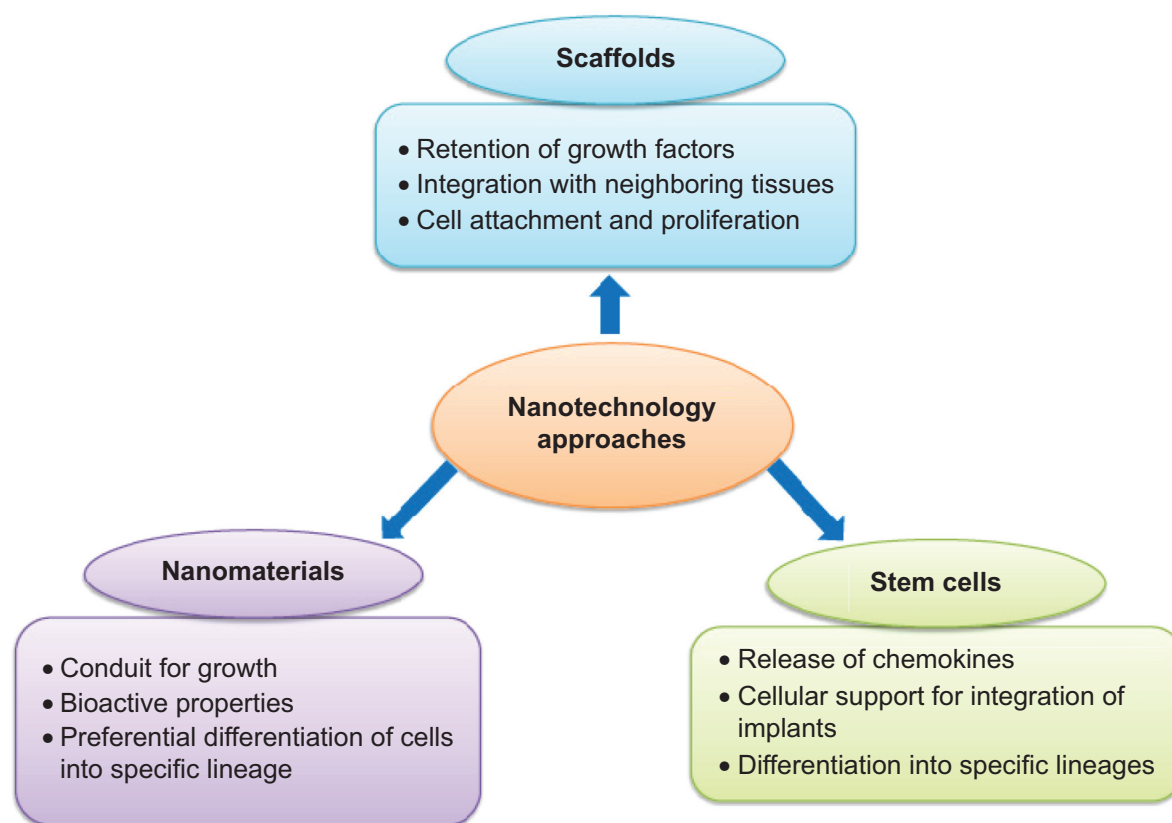 Scaffolds
• Retention of growth factors
• Integration with neighboring tissues
• Cell attachment and proliferation
Nanotechnology
approaches
Nanomaterials
• Conduit for growth
• Bioactive properties
• Preferential differentiation of cells
into specific lineage
Stem cells
• Release of chemokines
• Cellular support for integration of
implants
• Differentiation into specific lineages